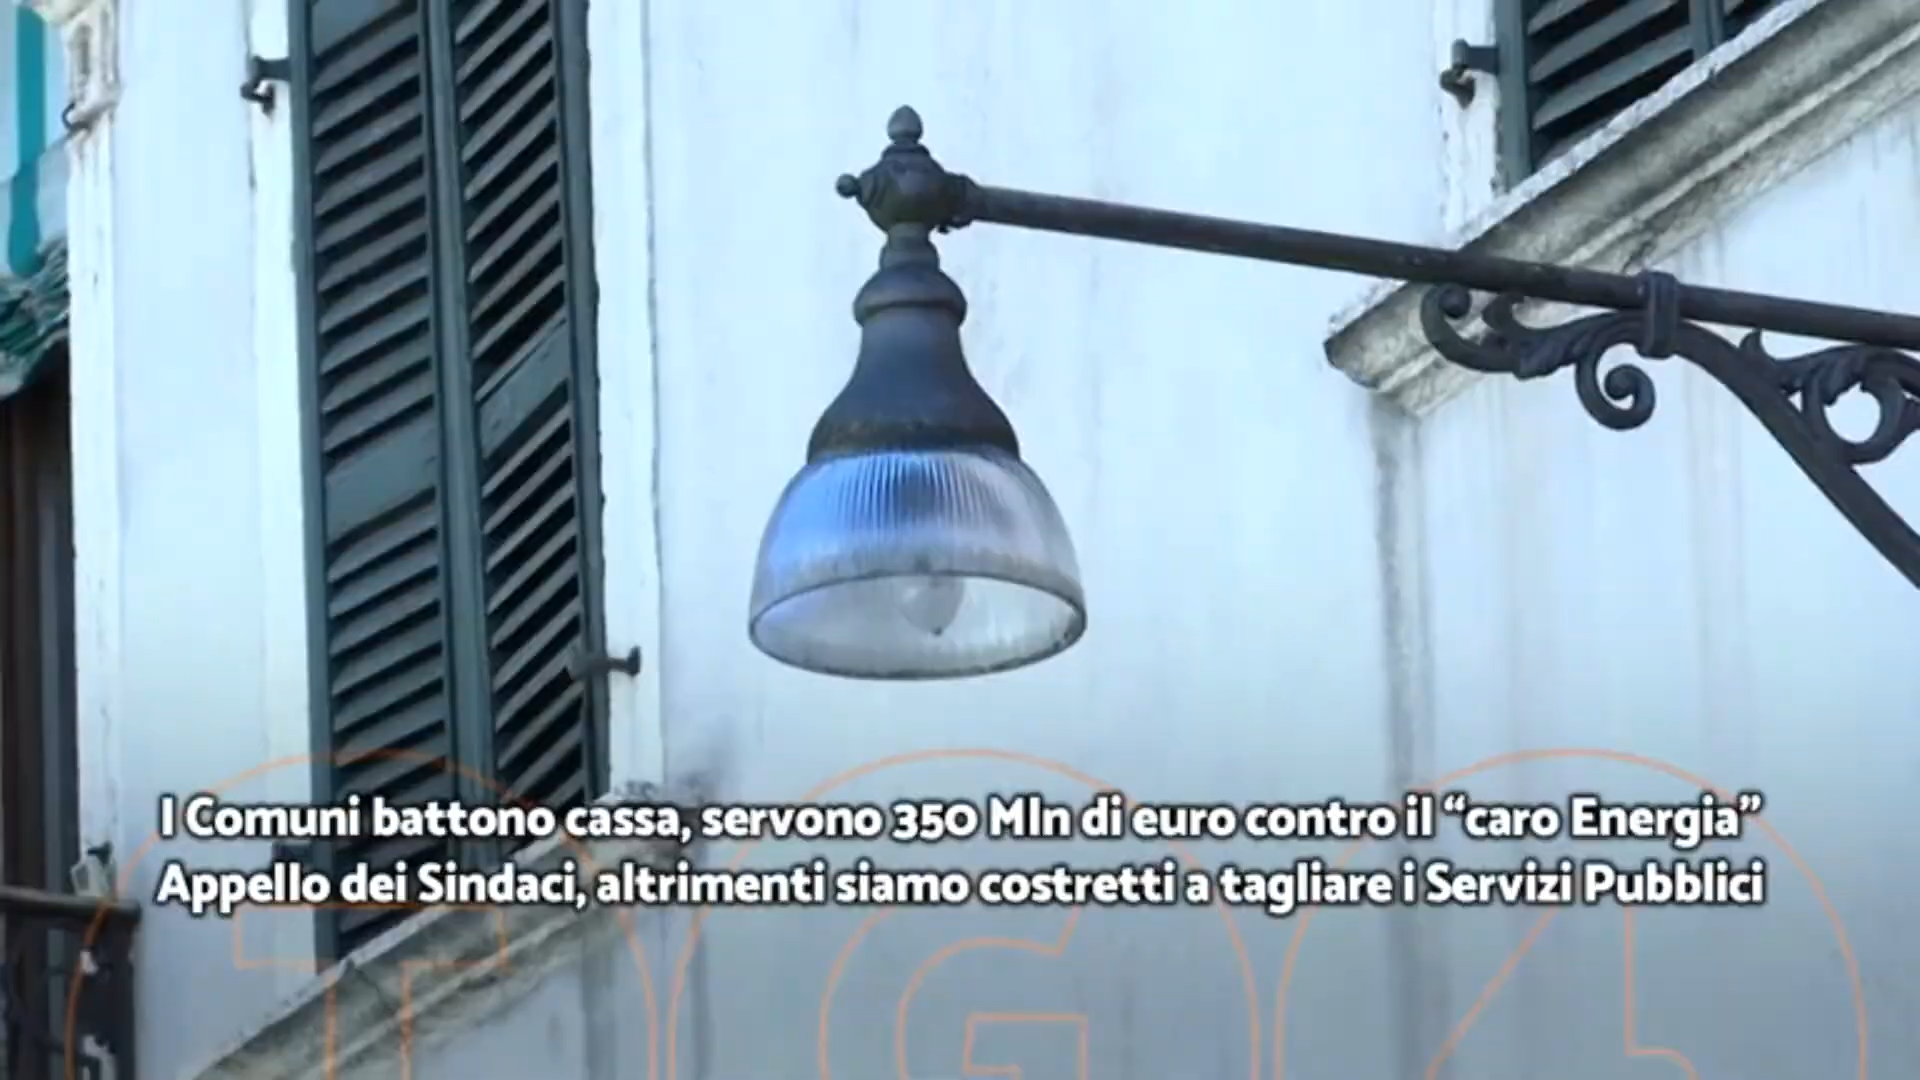 I Comuni battono cassa, servono 350 Mln di euro contro il “caro Energia”
Appello dei Sindaci, altrimenti siamo costretti a tagliare i Servizi Pubblici
TG4